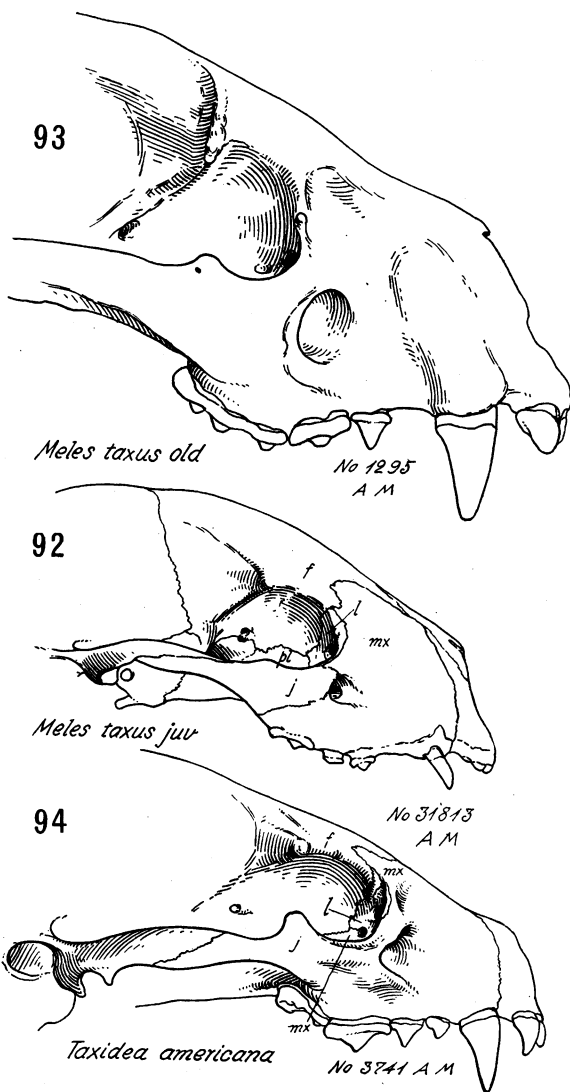 93
Meles taxus old
No 1295
A M
92
f
l
mx
pl
j
Meles taxus juv
No 31813
A M
94
f
mx
l
j
mx
Taxidea americana
No 3741 A M